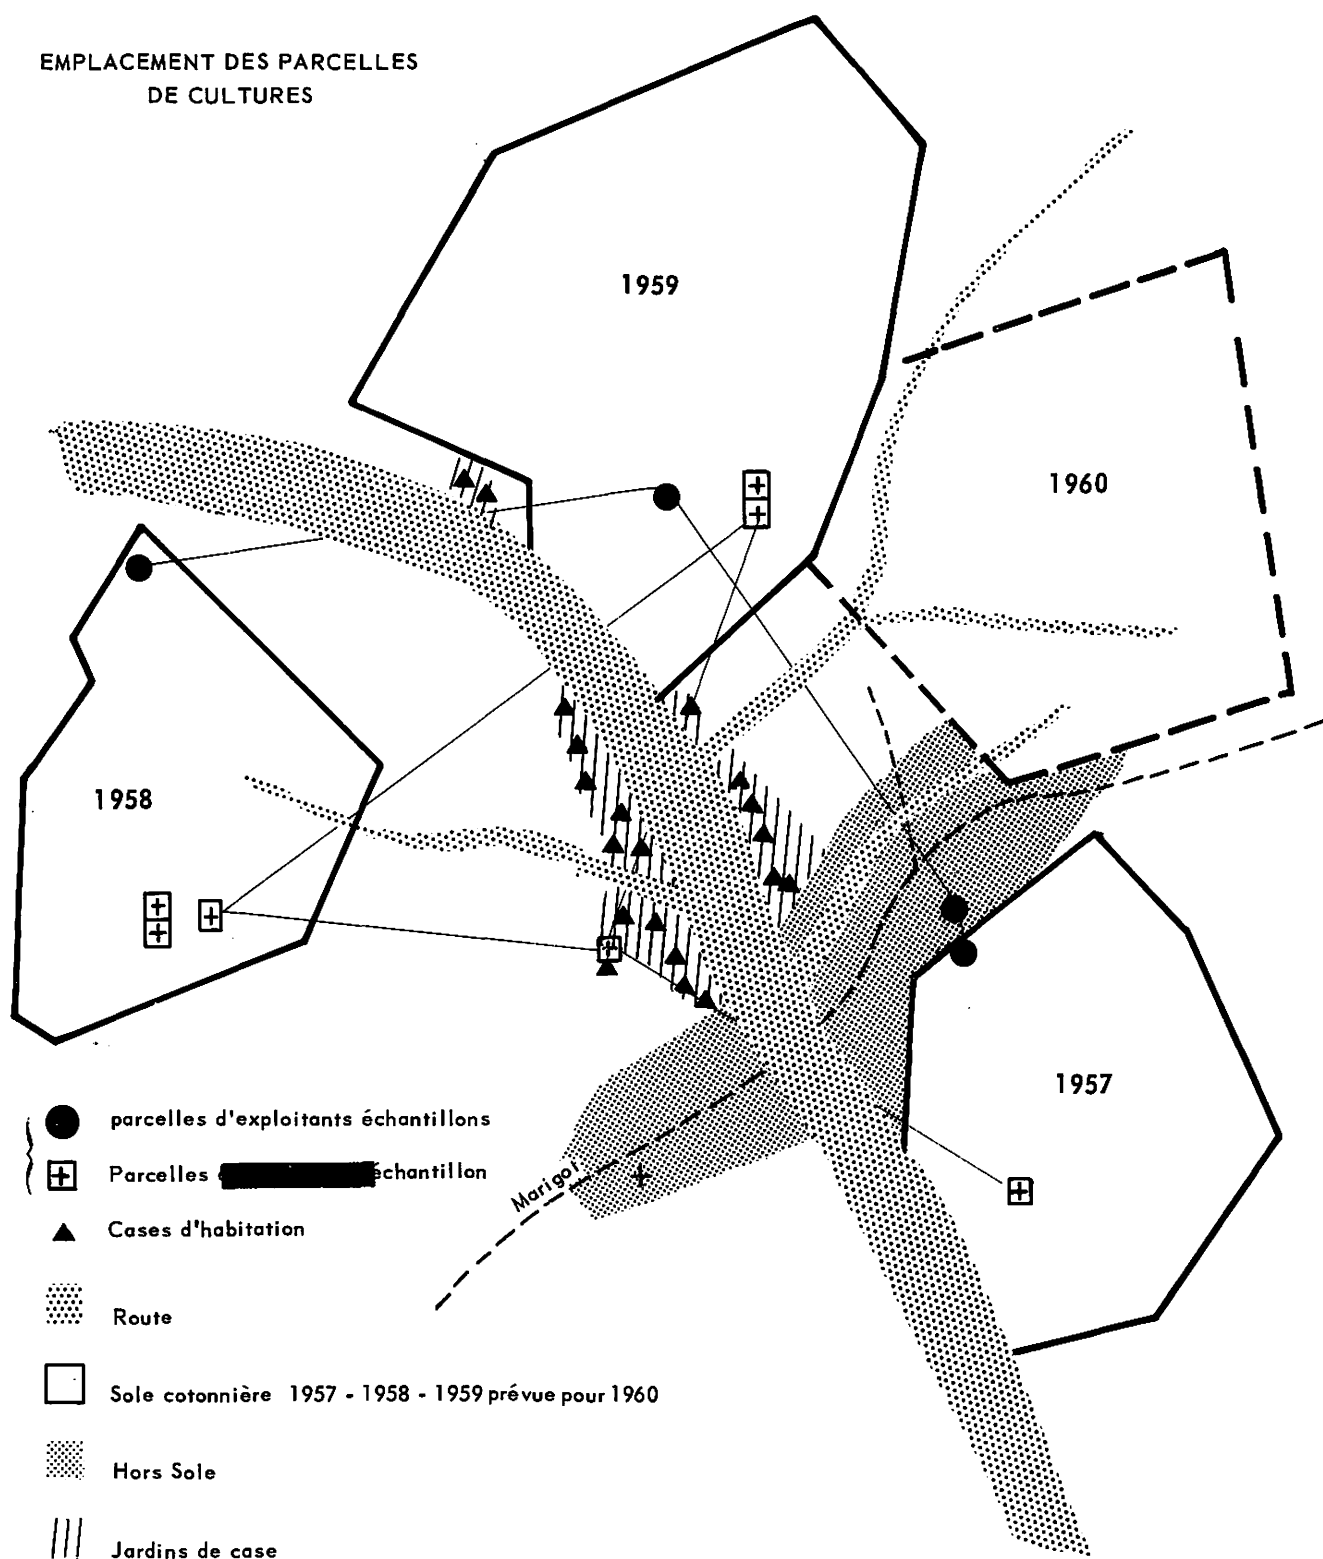 EMPLACEMENT DES PARCELLES
DE CULTURES
1959
1960
1958
1957
Marigot
parcelles d'exploitants échantillons
Parcelles échantillon
Cases d'habitation
Route
Sole cotonnière 1957 - 1958 - 1959 prévue pour 1960
Hors Sole
Jardins de case